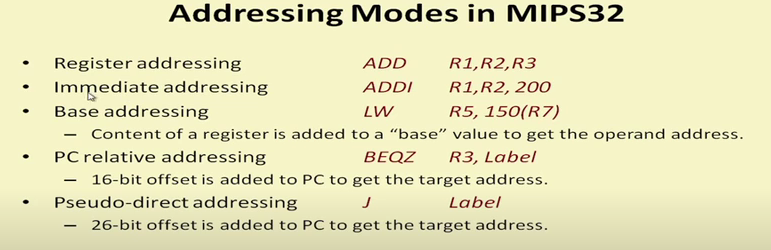 Addressing Modes in MIPS32
• Register addressing ADD R1,R2,R3
• Immediate addressing ADDI R1,R2, 200
• Base addressing LW R5, 150(R7)
– Content of a register is added to a “base” value to get the operand address.
• PC relative addressing BEQZ R3, Label
– 16-bit offset is added to PC to get the target address.
• Pseudo-direct addressing J Label
– 26-bit offset is added to PC to get the target address.